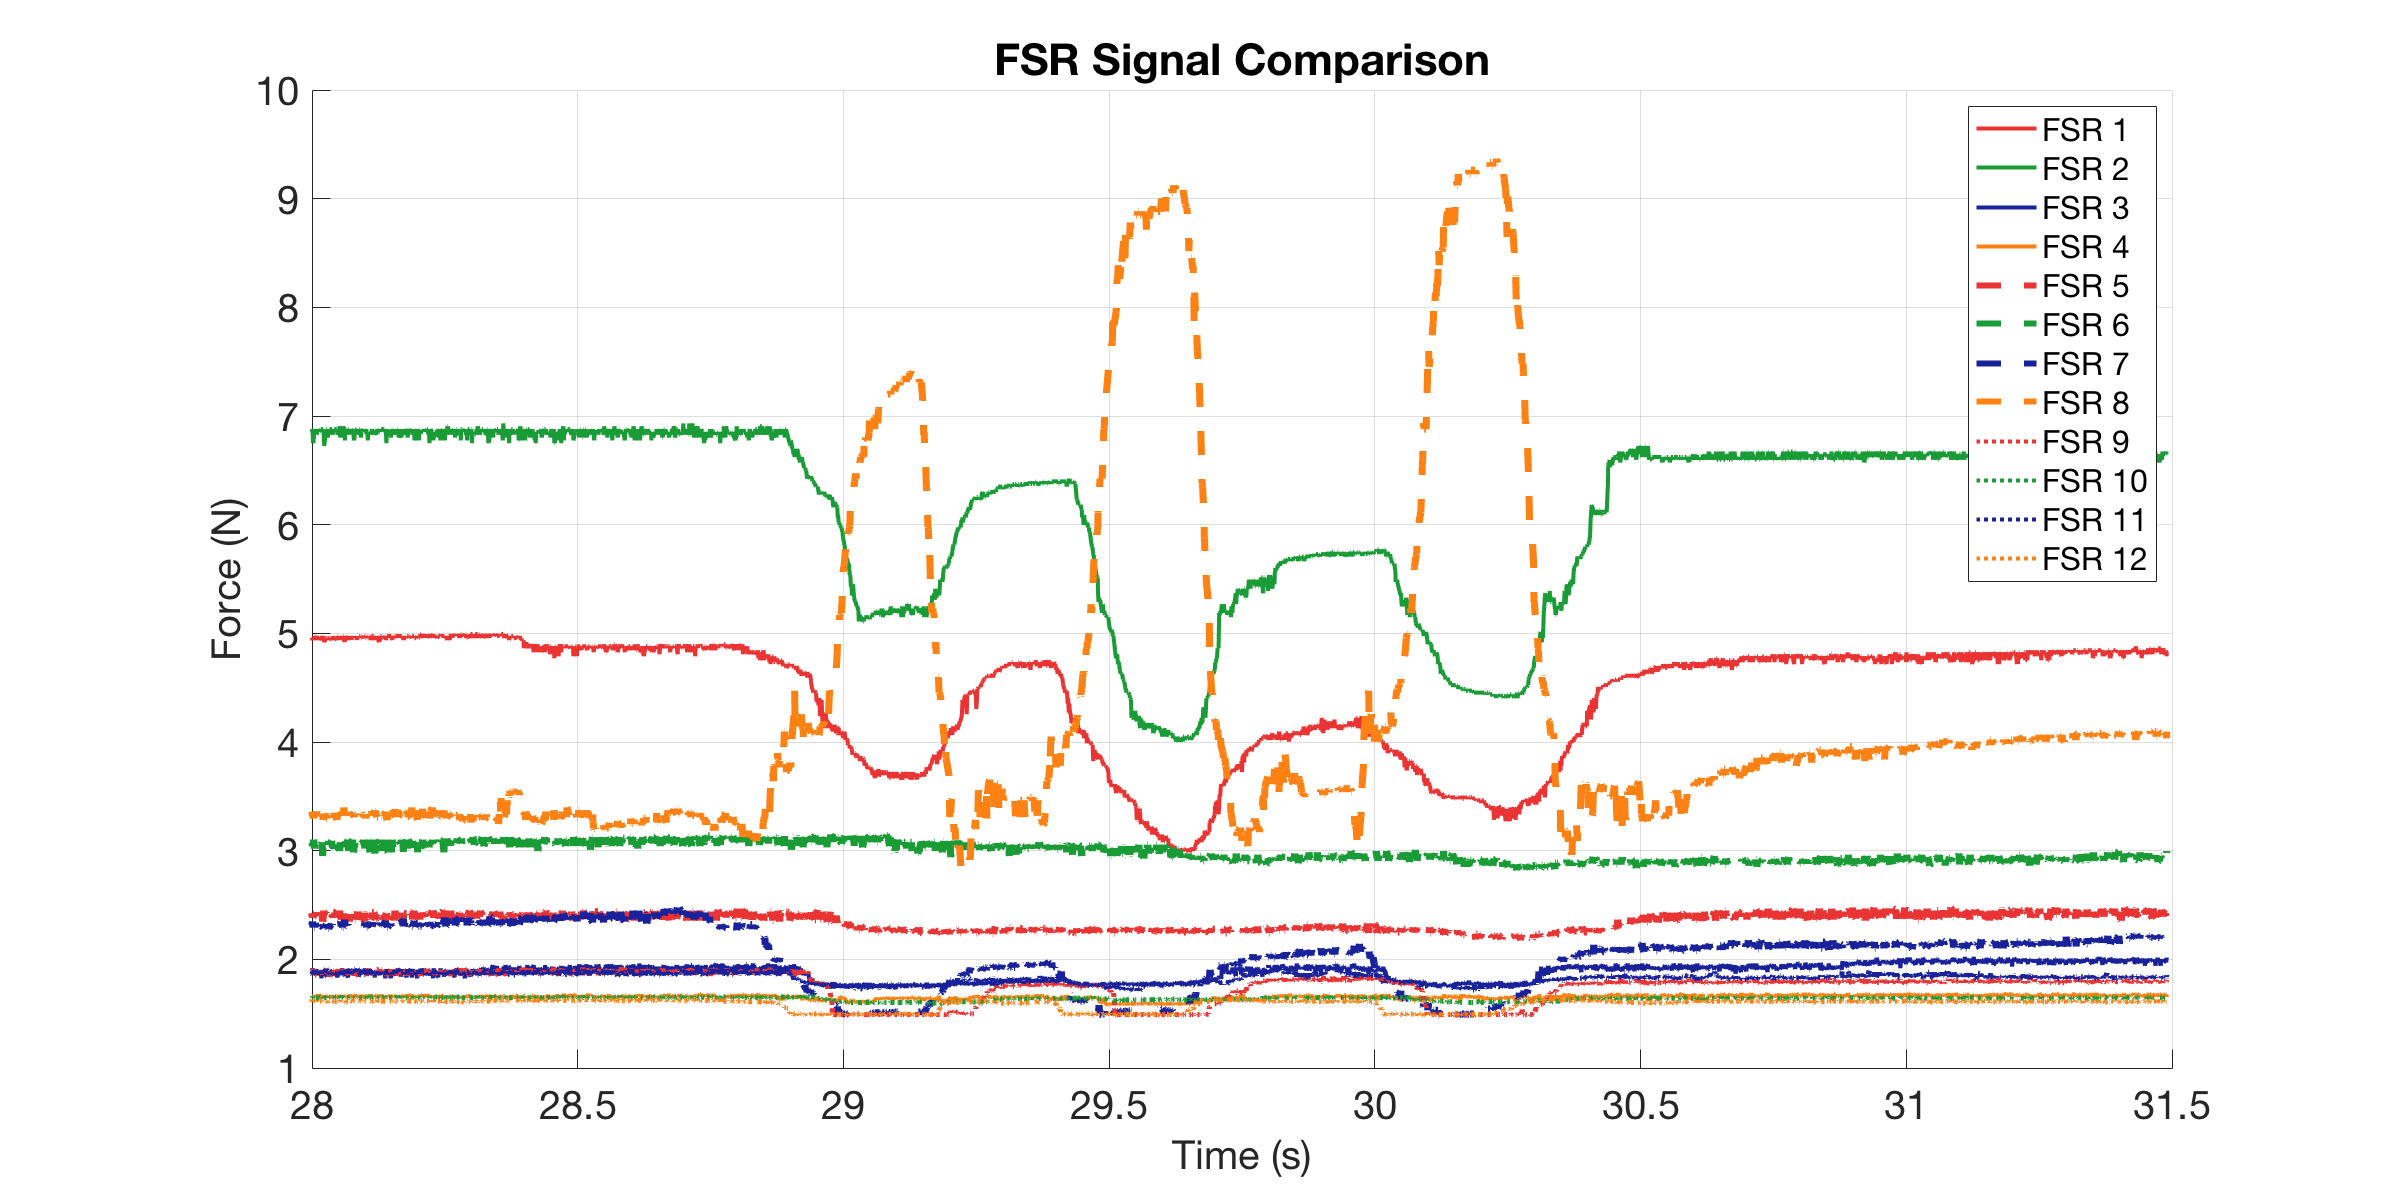 FSR Signal Comparison
10
9
8
7
6
5
4
3
2
1
Force (N)
FSR 1
FSR 2
FSR 3
FSR 4
FSR 5
FSR 6
FSR 7
FSR 8
FSR 9
FSR 10
FSR 11
FSR 12
28 28.5 29 29.5 30 30.5 31 31.5
Time (s)